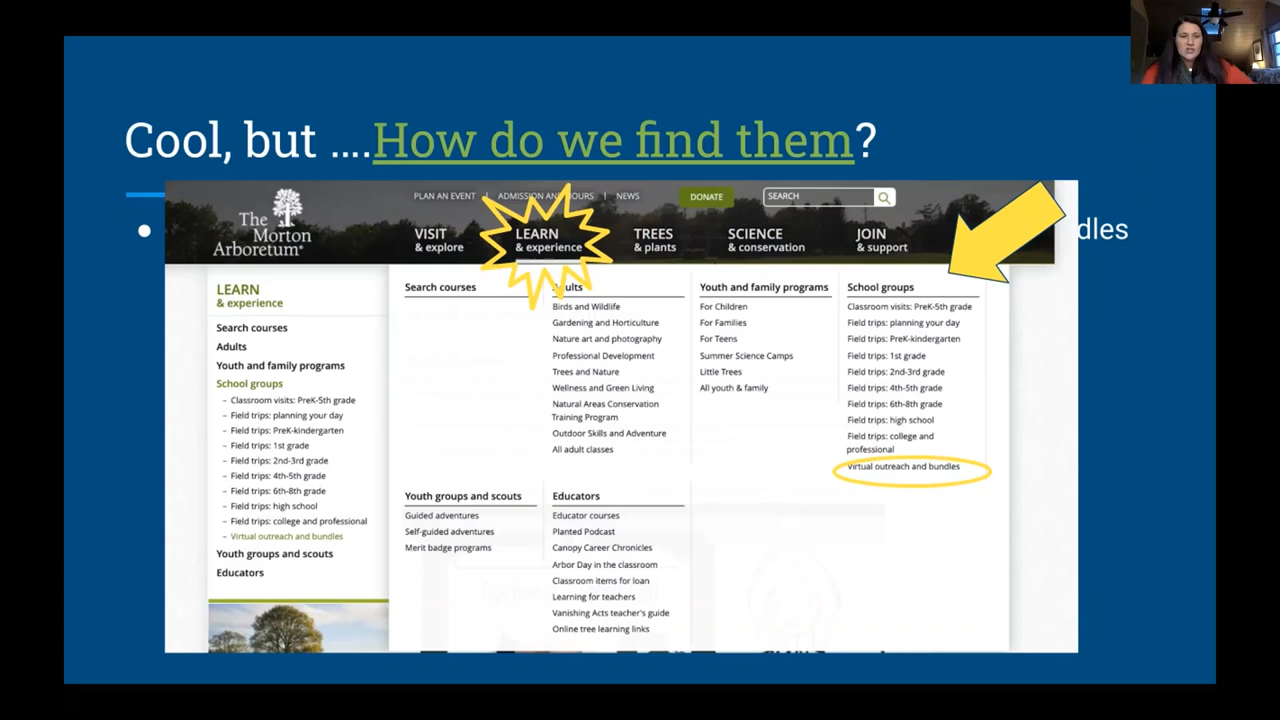 Cool, but ....How do we find them?
dles
PLAN AN EVENT | ADMISSION AND HOURS | NEWS
DONATE
SEARCH
The
Morton
Arboretum®
VISIT
& explore
LEARN
& experience
TREES
& plants
SCIENCE
& conservation
JOIN
& support
LEARN
& experience
Search courses
Adults
Youth and family programs
School groups
– Classroom visits: PreK-5th grade
– Field trips: planning your day
– Field trips: PreK-kindergarten
– Field trips: 1st grade
– Field trips: 2nd-3rd grade
– Field trips: 4th-5th grade
– Field trips: 6th-8th grade
– Field trips: high school
– Field trips: college and professional
– Virtual outreach and bundles
Youth groups and scouts
Educators
Search courses
Adults
Birds and Wildlife
Gardening and Horticulture
Nature art and photography
Professional Development
Trees and Nature
Wellness and Green Living
Natural Areas Conservation
Training Program
Outdoor Skills and Adventure
All adult classes
Youth and family programs
For Children
For Families
For Teens
Summer Science Camps
Little Trees
All youth & family
School groups
Classroom visits: PreK-5th grade
Field trips: planning your day
Field trips: PreK-kindergarten
Field trips: 1st grade
Field trips: 2nd-3rd grade
Field trips: 4th-5th grade
Field trips: 6th-8th grade
Field trips: high school
Field trips: college and
professional
Virtual outreach and bundles
Youth groups and scouts
Guided adventures
Self-guided adventures
Merit badge programs
Educators
Educator courses
Planted Podcast
Canopy Career Chronicles
Arbor Day in the classroom
Classroom items for loan
Learning for teachers
Vanishing Acts teacher's guide
Online tree learning links